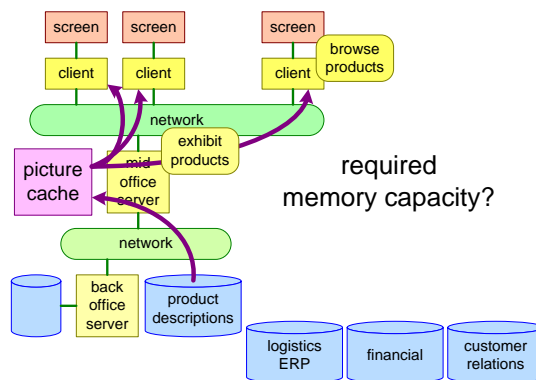 screen
screen
screen
client
client
client
browse
products
network
exhibit
products
picture
cache
mid
office
server
required
memory capacity?
network
back
office
server
product
descriptions
logistics
ERP
financial
customer
relations